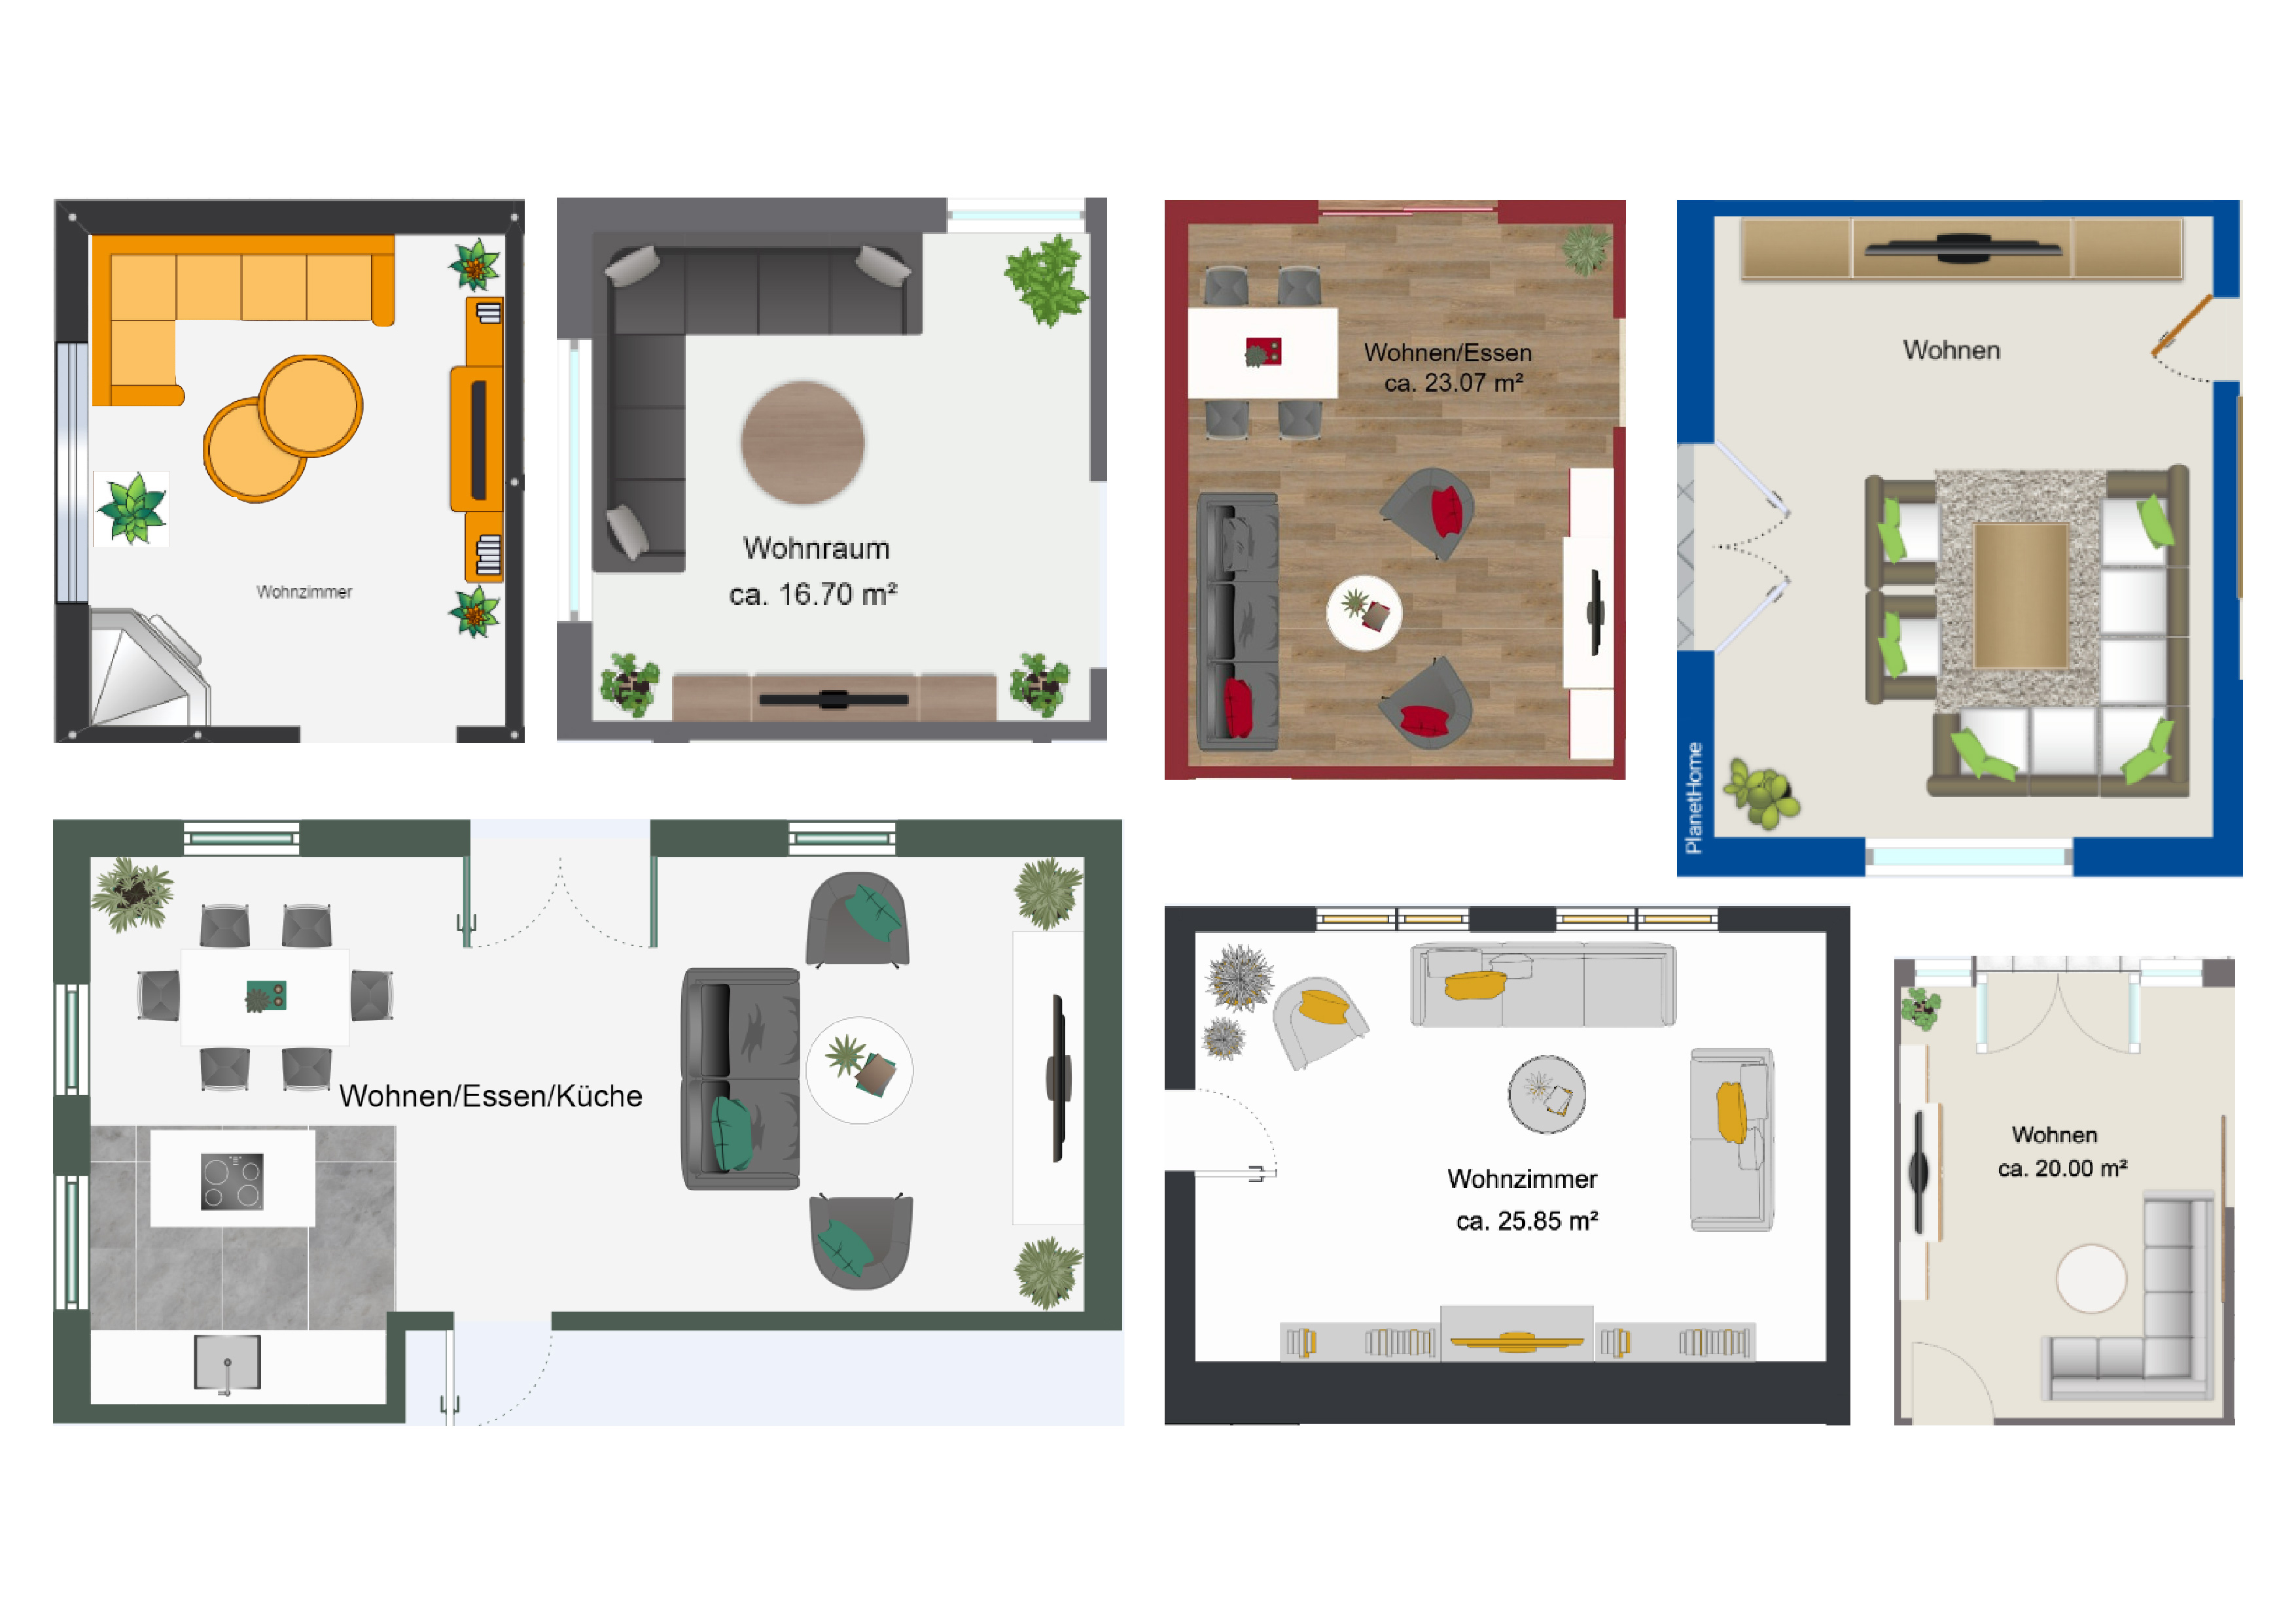 Wohnzimmer
Wohnraum
ca. 16.70 m²
Wohnen/Essen
ca. 23.07 m²
Wohnen
PlanetHome
Wohnen/Essen/Küche
Wohnzimmer
ca. 25.85 m²
Wohnen
ca. 20.00 m²